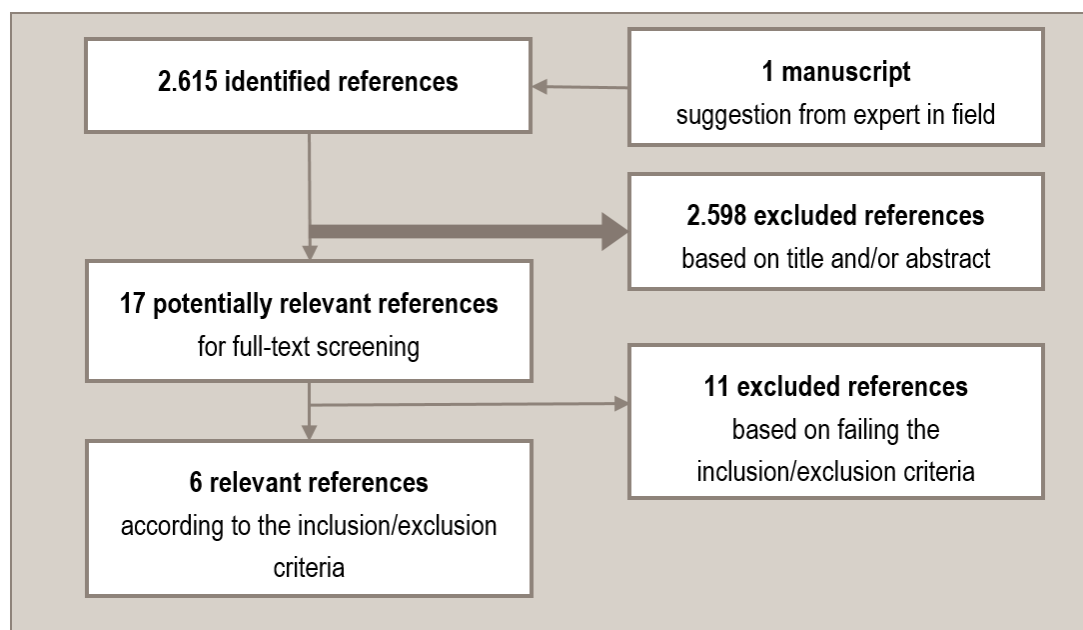 2.615 identified references
1 manuscript
suggestion from expert in field
2.598 excluded references
based on title and/or abstract
17 potentially relevant references
for full-text screening
11 excluded references
based on failing the
inclusion/exclusion criteria
6 relevant references
according to the inclusion/exclusion
criteria